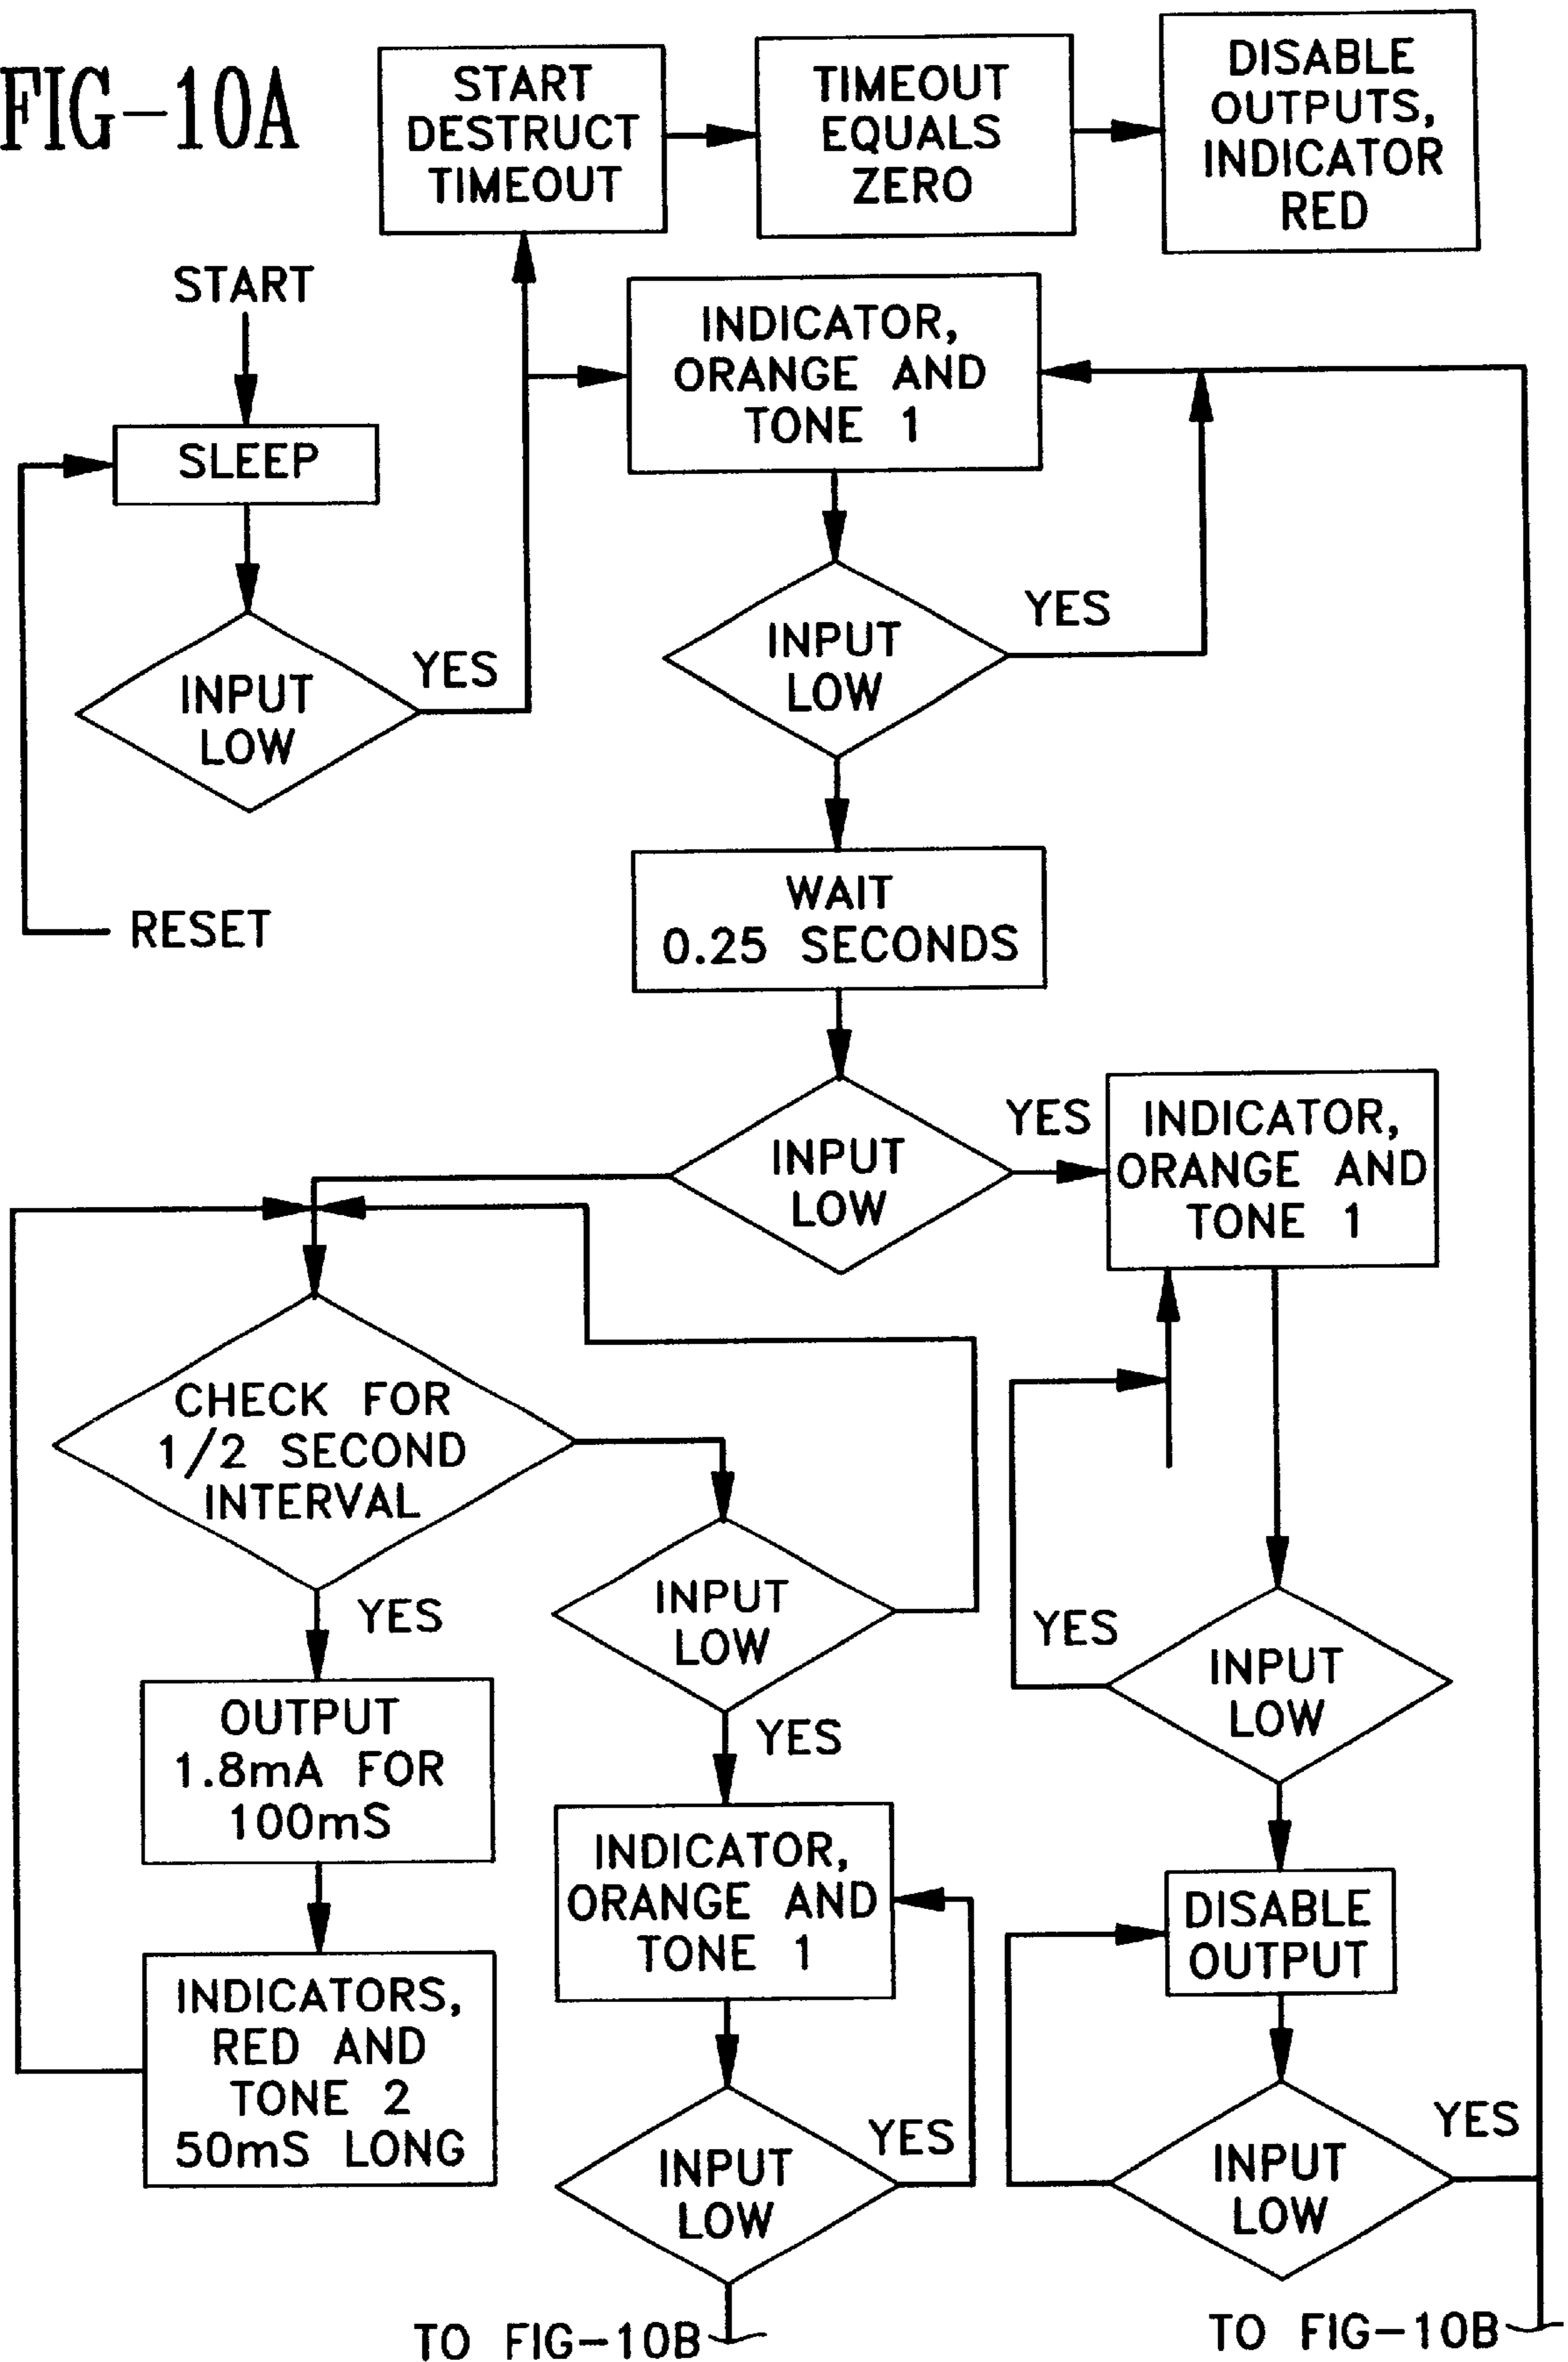 FIG-10A
START
DESTRUCT
TIMEOUT
TIMEOUT
EQUALS
ZERO
DISABLE
OUTPUTS,
INDICATOR
RED
START
SLEEP
INPUT
LOW
YES
RESET
INDICATOR,
ORANGE AND
TONE 1
INPUT
LOW
YES
WAIT
0.25 SECONDS
INPUT
LOW
YES
INDICATOR,
ORANGE AND
TONE 1
CHECK FOR
1/2 SECOND
INTERVAL
YES
OUTPUT
1.8mA FOR
100mS
INDICATORS,
RED AND
TONE 2
50mS LONG
INPUT
LOW
YES
INDICATOR,
ORANGE AND
TONE 1
INPUT
LOW
YES
TO FIG-10B
YES
INPUT
LOW
DISABLE
OUTPUT
INPUT
LOW
YES
TO FIG-10B